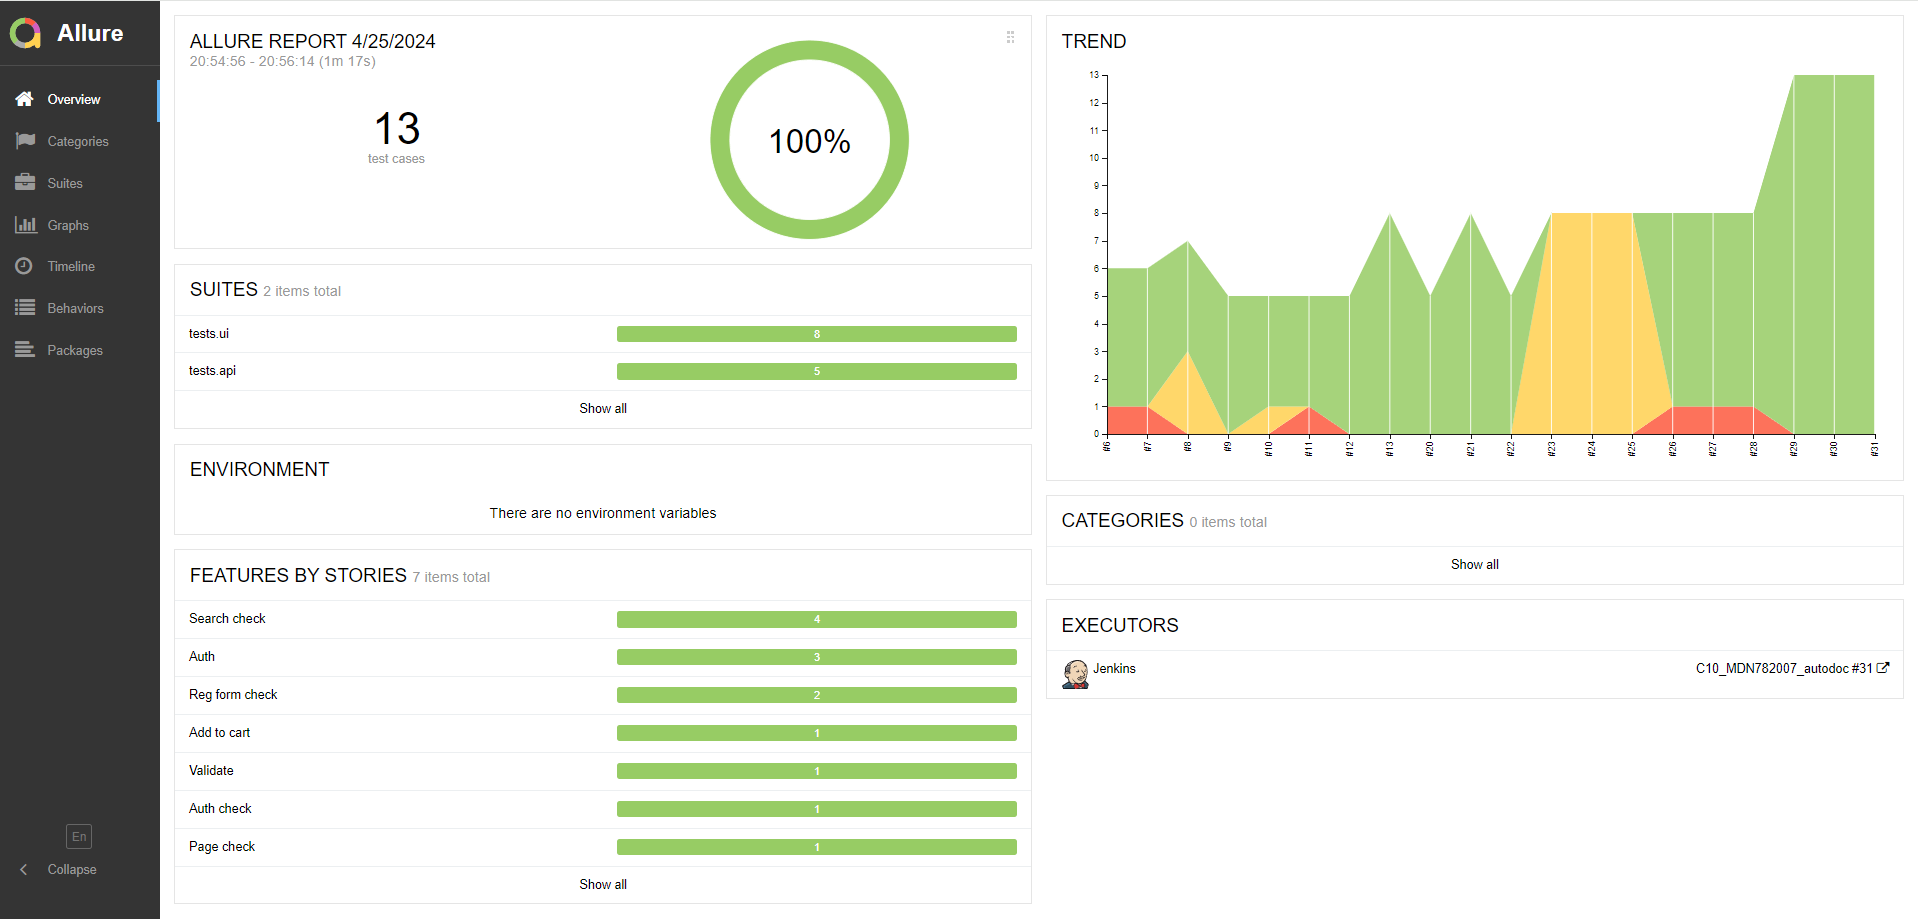 Allure
Overview
Categories
Suites
Graphs
Timeline
Behaviors
Packages
En
Collapse
ALLURE REPORT 4/25/2024
20:54:56 - 20:56:14 (1m 17s)
13
test cases
100%
SUITES 2 items total
tests.ui 8
tests.api 5
Show all
ENVIRONMENT
There are no environment variables
FEATURES BY STORIES 7 items total
Search check 4
Auth 3
Reg form check 2
Add to cart 1
Validate 1
Auth check 1
Page check 1
Show all
TREND
13
12
11
10
9
8
7
6
5
4
3
2
1
0
#6 #7 #8 #9 #10 #11 #12 #13 #20 #21 #22 #23 #24 #25 #26 #27 #28 #29 #30 #31
CATEGORIES 0 items total
Show all
EXECUTORS
Jenkins C10_MDN782007_autodoc #31